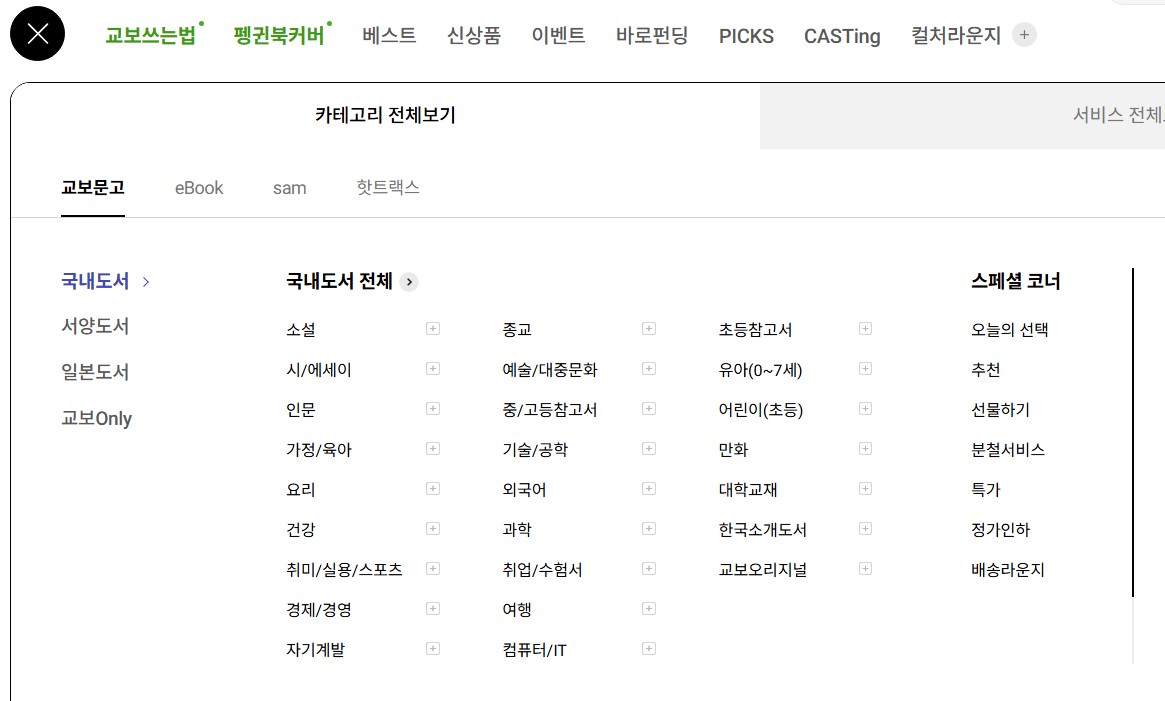 교보쓰는법 펭귄북커버 베스트 신상품 이벤트 바로펀딩 PICKS CASTing 컬처라운지
카테고리 전체보기 서비스 전체
교보문고 eBook sam 핫트랙스
국내도서
서양도서
일본도서
교보Only
국내도서 전체
소설
시/에세이
인문
가정/육아
요리
건강
취미/실용/스포츠
경제/경영
자기계발
종교
예술/대중문화
중/고등참고서
기술/공학
외국어
과학
취업/수험서
여행
컴퓨터/IT
초등참고서
유아(0~7세)
어린이(초등)
만화
대학교재
한국소개도서
교보오리지널
스페셜 코너
오늘의 선택
추천
선물하기
분철서비스
특가
정가인하
배송라운지